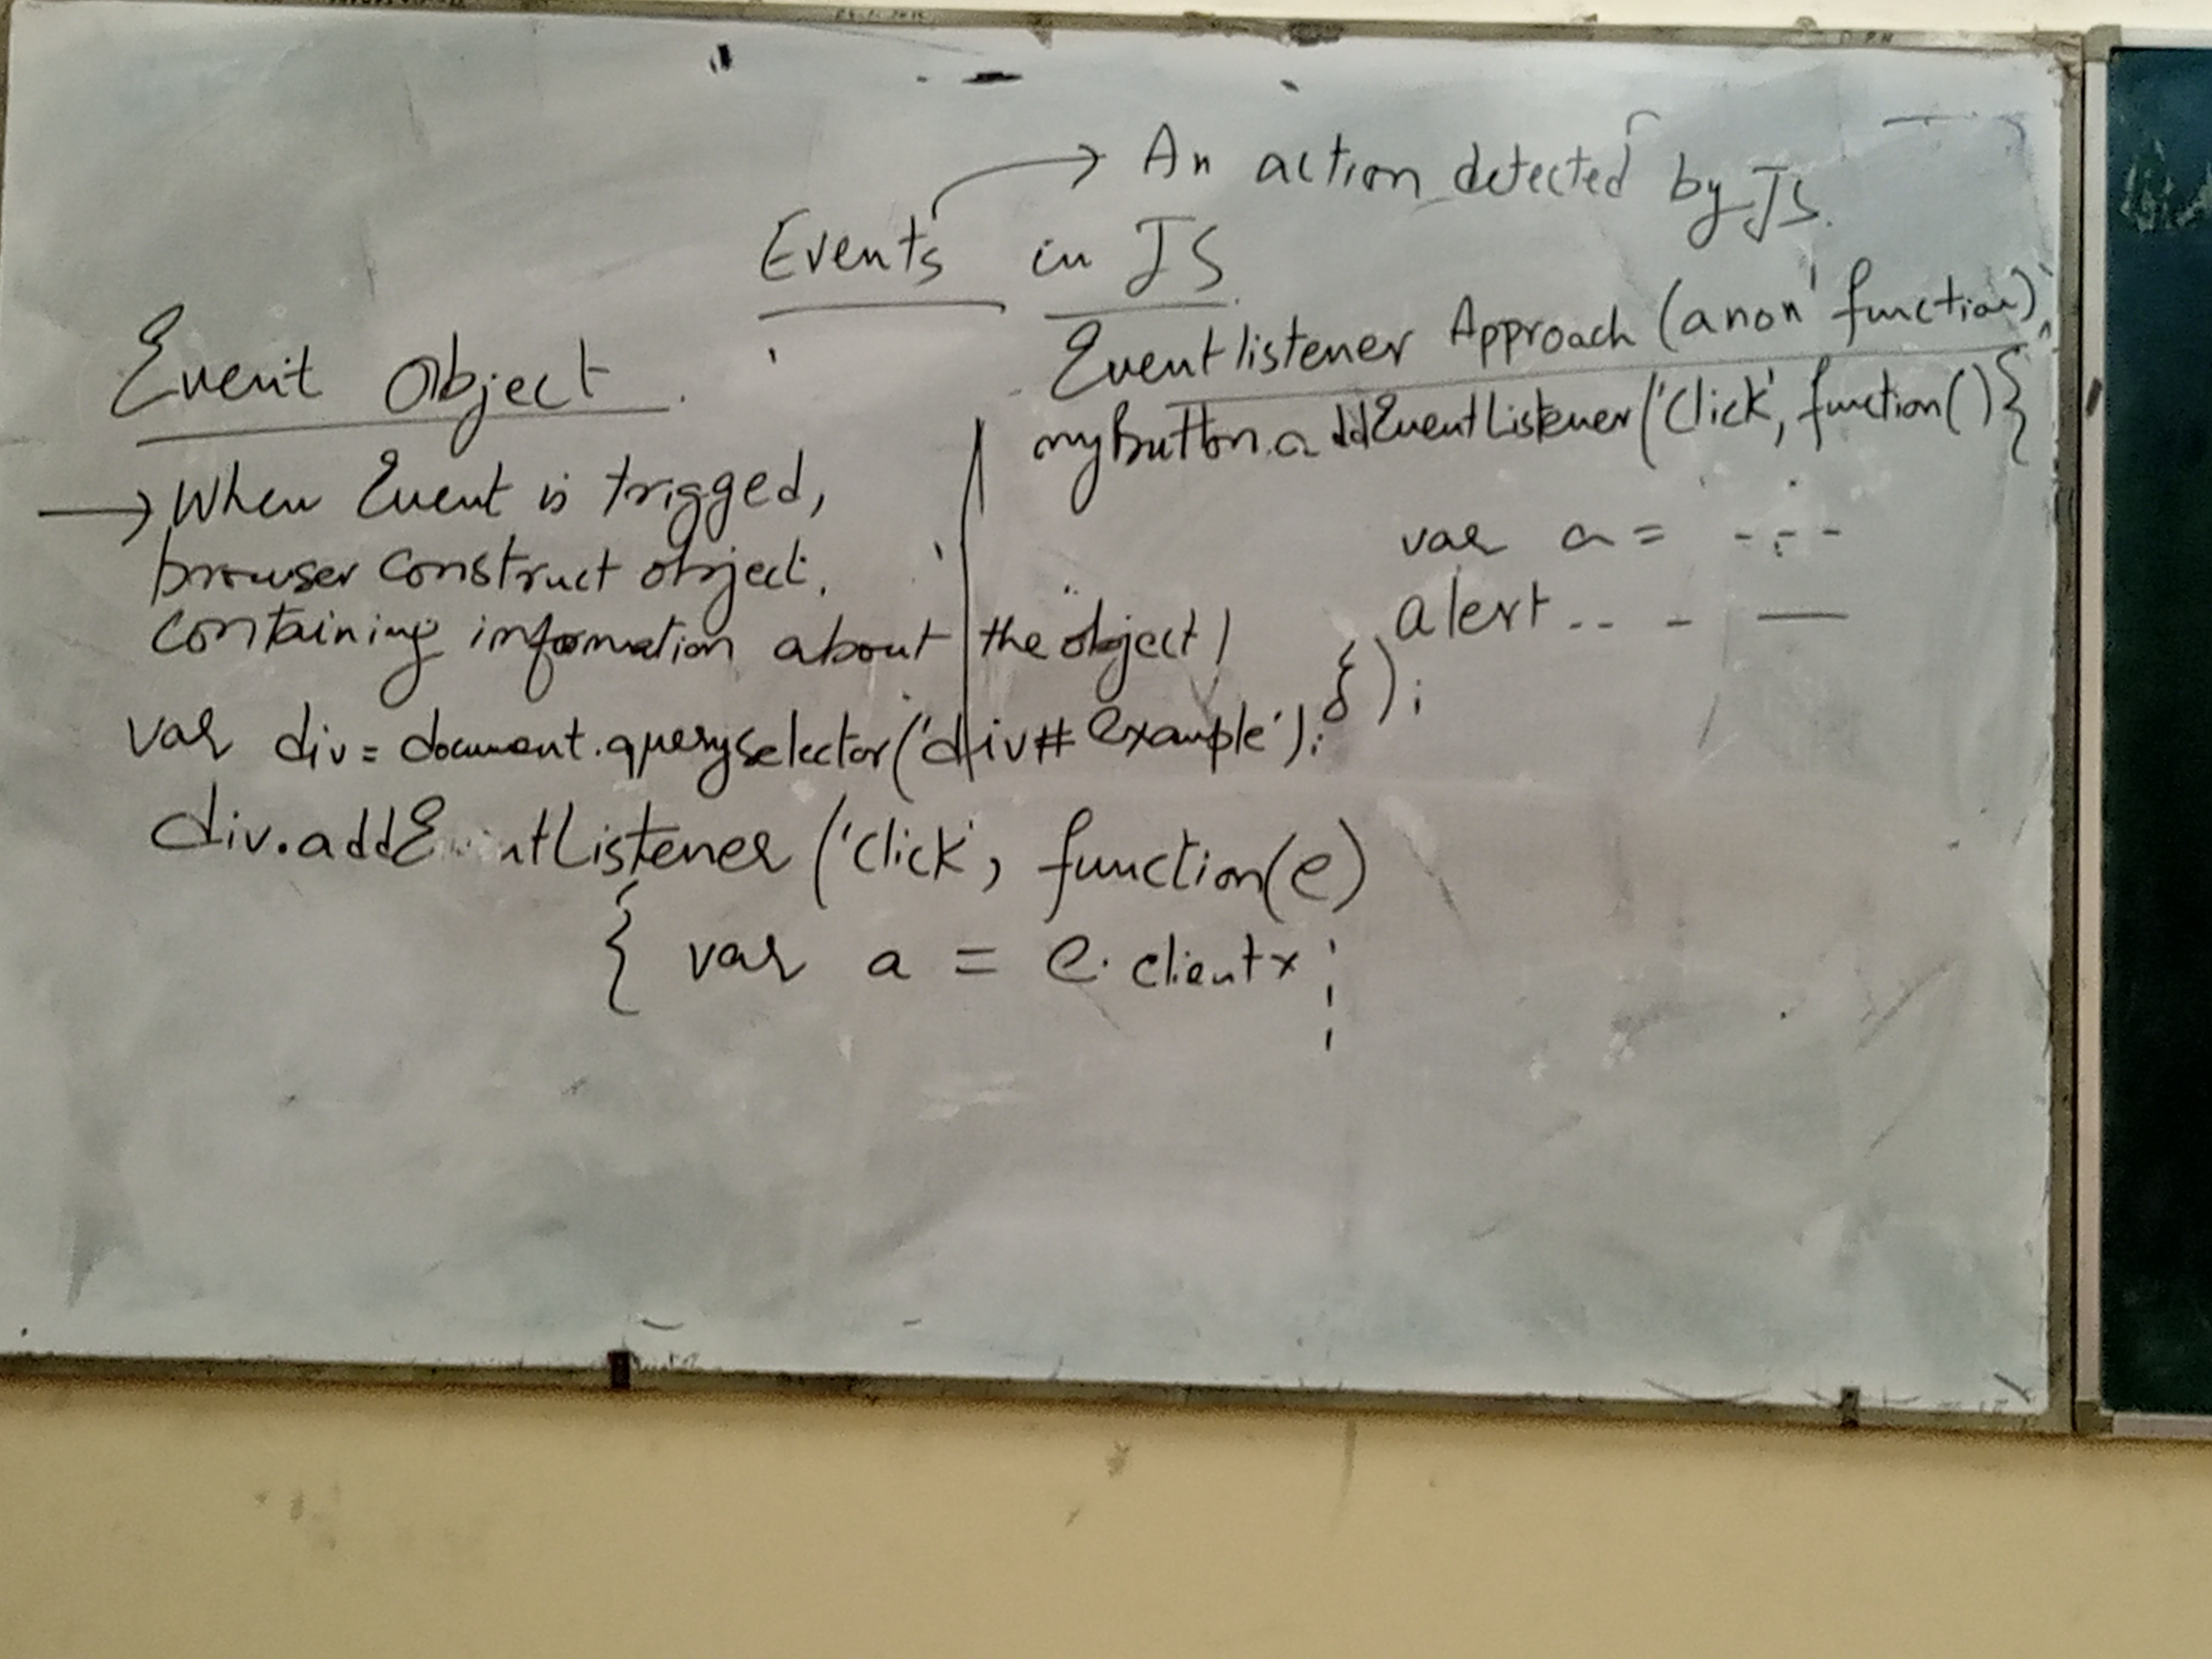 An action detected by JS.
Events in JS
Event Object
→ When Event is trigged,
browser construct object.
containing information about the object/
var div = document.queryselector('div# example');
div.addE ntListener ('click', function(e)
{ var a = e.clientx ;
Eventlistener Approach (anon' function)
myButton.addEventListener('click', function(){
var a = - - -
alert .. - —
});